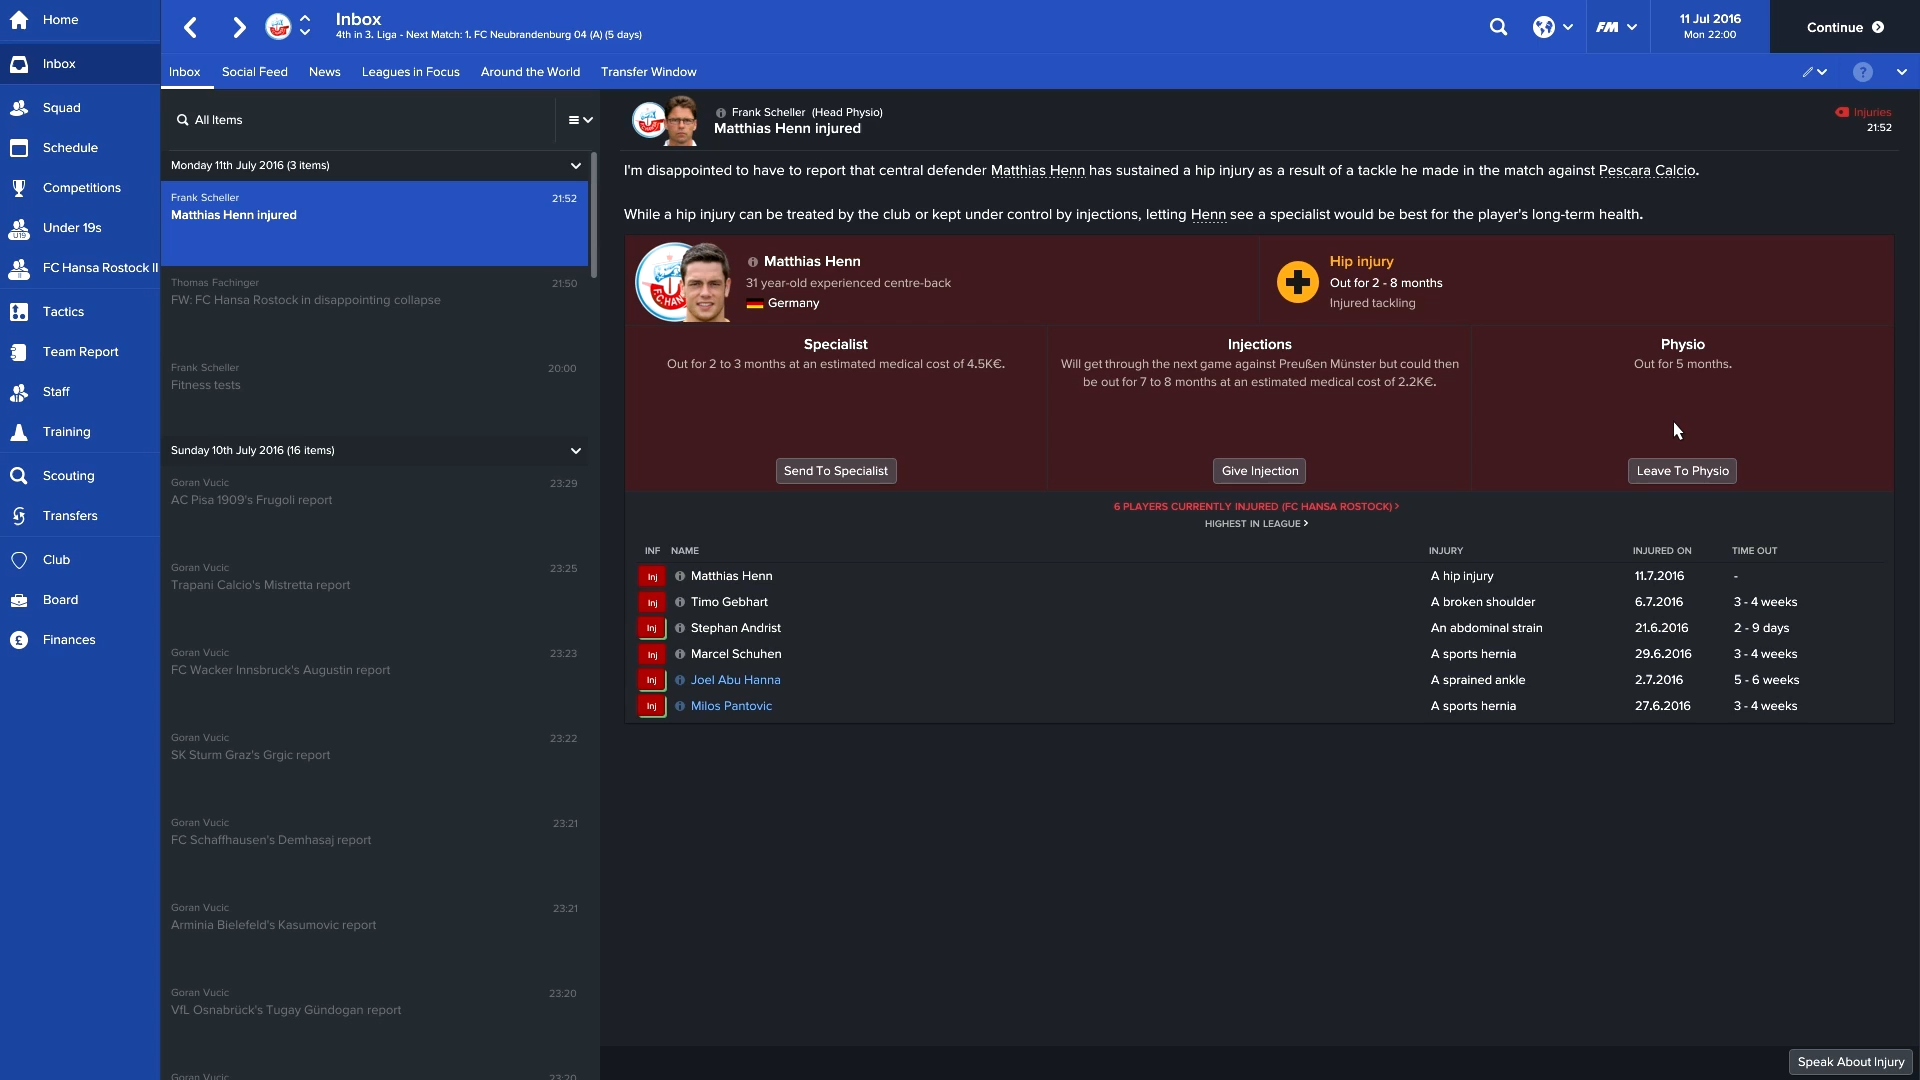 Home
Inbox
Squad
Schedule
Competitions
Under 19s
FC Hansa Rostock II
Tactics
Team Report
Staff
Training
Scouting
Transfers
Club
Board
Finances
Inbox
4th in 3. Liga - Next Match: 1. FC Neubrandenburg 04 (A) (5 days)
FM
11 Jul 2016
Mon 22:00
Continue
Inbox Social Feed News Leagues in Focus Around the World Transfer Window
?
All Items
Monday 11th July 2016 (3 items)
Frank Scheller 21:52
Matthias Henn injured
Thomas Fachinger 21:50
FW: FC Hansa Rostock in disappointing collapse
Frank Scheller 20:00
Fitness tests
Sunday 10th July 2016 (16 items)
Goran Vucic 23:29
AC Pisa 1909's Frugoli report
Goran Vucic 23:25
Trapani Calcio's Mistretta report
Goran Vucic 23:23
FC Wacker Innsbruck's Augustin report
Goran Vucic 23:22
SK Sturm Graz's Grgic report
Goran Vucic 23:21
FC Schaffhausen's Demhasaj report
Goran Vucic 23:21
Arminia Bielefeld's Kasumovic report
Goran Vucic 23:20
VfL Osnabrück's Tugay Gündogan report
Goran Vucic 23:20
Frank Scheller (Head Physio)
Matthias Henn injured
Injuries
21:52
I'm disappointed to have to report that central defender Matthias Henn has sustained a hip injury as a result of a tackle he made in the match against Pescara Calcio.
While a hip injury can be treated by the club or kept under control by injections, letting Henn see a specialist would be best for the player's long-term health.
Matthias Henn
31 year-old experienced centre-back
Germany
Hip injury
Out for 2 - 8 months
Injured tackling
Specialist
Out for 2 to 3 months at an estimated medical cost of 4.5K€.
Send To Specialist
Injections
Will get through the next game against Preußen Münster but could then
be out for 7 to 8 months at an estimated medical cost of 2.2K€.
Give Injection
Physio
Out for 5 months.
Leave To Physio
6 PLAYERS CURRENTLY INJURED (FC HANSA ROSTOCK) >
HIGHEST IN LEAGUE >
INF NAME INJURY INJURED ON TIME OUT
Inj Matthias Henn A hip injury 11.7.2016 -
Inj Timo Gebhart A broken shoulder 6.7.2016 3 - 4 weeks
Inj Stephan Andrist An abdominal strain 21.6.2016 2 - 9 days
Inj Marcel Schuhen A sports hernia 29.6.2016 3 - 4 weeks
Inj Joel Abu Hanna A sprained ankle 2.7.2016 5 - 6 weeks
Inj Milos Pantovic A sports hernia 27.6.2016 3 - 4 weeks
Speak About Injury